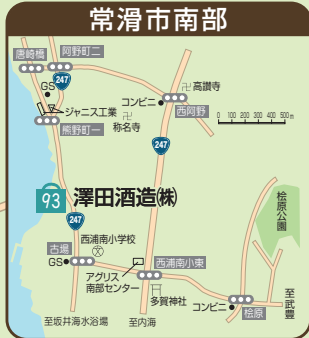 常滑市南部
唐崎橋
阿野町二
GS
247
ジャニス工業
熊野町一
コンビニ
卍高讃寺
西阿野
卍
称名寺
0 100 200 300 400 500m
247
93 澤田酒造㈱
247
桧原公園
西浦南小学校
文
古場
GS
西浦南小東
アグリス
南部センター
多賀神社
コンビニ
桧原
至武豊
至坂井海水浴場
至内海